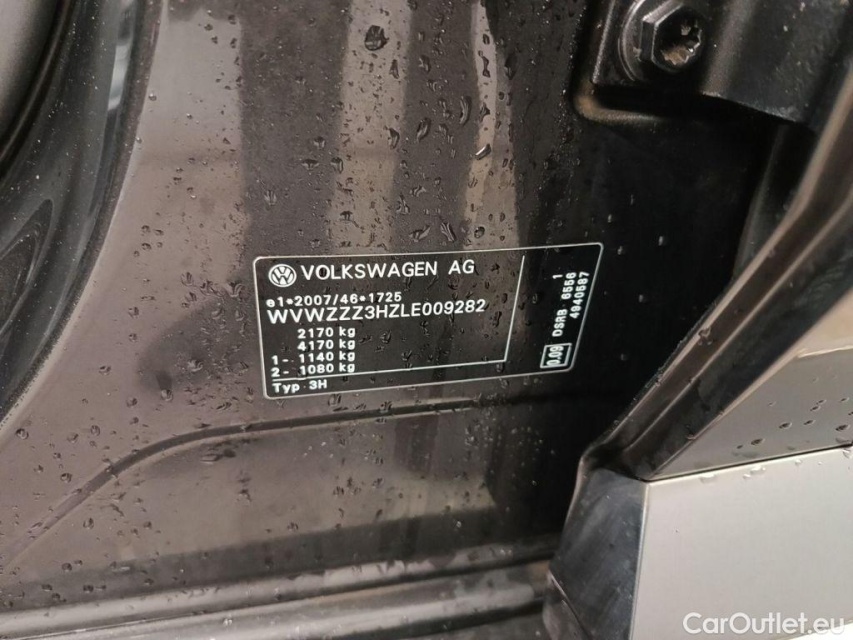 VOLKSWAGEN AG
e1*2007/46*1725
WVWZZZ3HZLE009282
2170 kg
4170 kg
1- 1140 kg
2- 1080 kg
Typ 3H
1
DSRB 6556
4940587
0.09
CarOutlet.eu